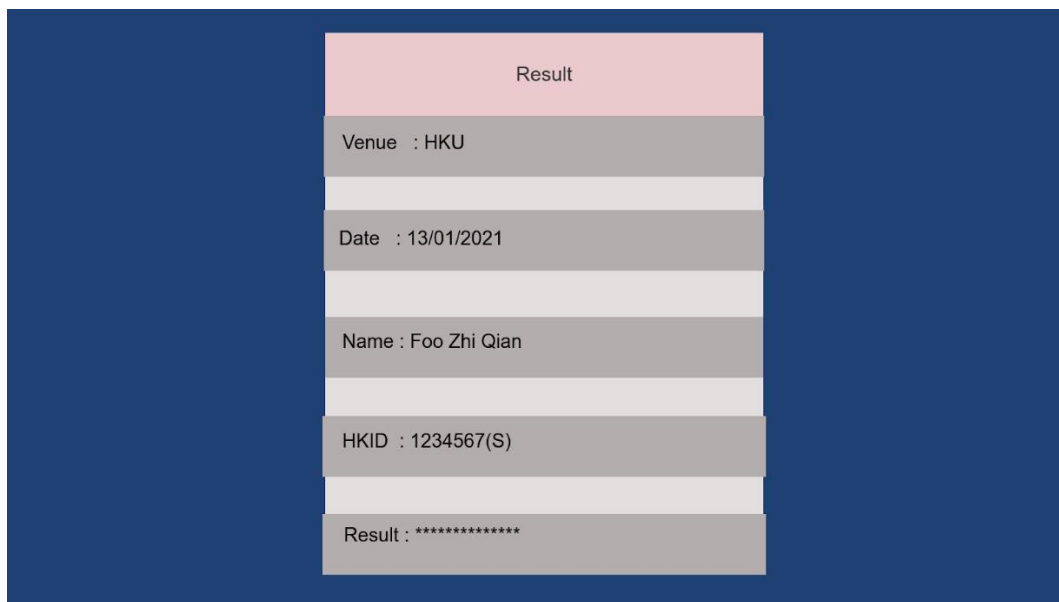 Result
Venue : HKU
Date : 13/01/2021
Name : Foo Zhi Qian
HKID : 1234567(S)
Result : **************